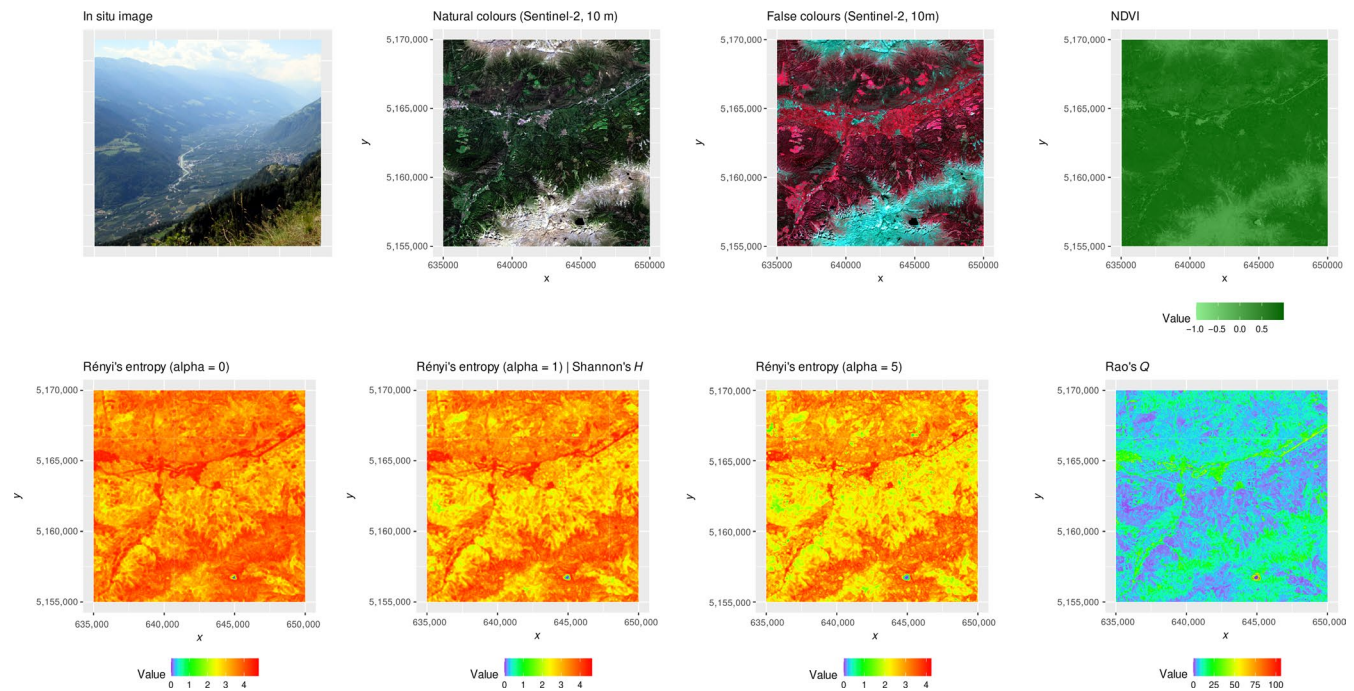 In situ image
Natural colours (Sentinel-2, 10 m)
False colours (Sentinel-2, 10m)
NDVI
5,170,000
5,165,000
y
5,160,000
5,155,000
635000 640000 645000 650000
x
5,170,000
5,165,000
y
5,160,000
5,155,000
635000 640000 645000 650000
x
5,170,000
5,165,000
y
5,160,000
5,155,000
635000 640000 645000 650000
x
Value
−1.0 −0.5 0.0 0.5
Rényi's entropy (alpha = 0)
Rényi's entropy (alpha = 1) | Shannon's H
Rényi's entropy (alpha = 5)
Rao's Q
5,170,000
5,165,000
y
5,160,000
5,155,000
635,000 640,000 645,000 650,000
x
Value
0 1 2 3 4
5,170,000
5,165,000
y
5,160,000
5,155,000
635,000 640,000 645,000 650,000
x
Value
0 1 2 3 4
5,170,000
5,165,000
y
5,160,000
5,155,000
635,000 640,000 645,000 650,000
x
Value
0 1 2 3 4
5,170,000
5,165,000
y
5,160,000
5,155,000
635,000 640,000 645,000 650,000
x
Value
0 25 50 75 100